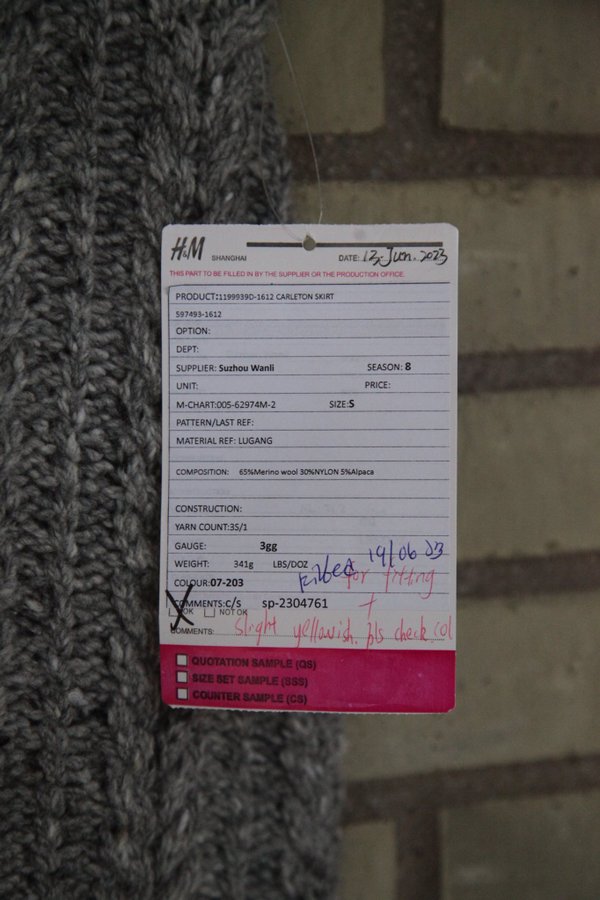 H&M SHANGHAI DATE: 13. Jun. 2023
THIS PART TO BE FILLED IN BY THE SUPPLIER OR THE PRODUCTION OFFICE.
PRODUCT:1199939D-1612 CARLETON SKIRT
597493-1612
OPTION:
DEPT:
SUPPLIER: Suzhou Wanli SEASON: 8
UNIT: PRICE:
M-CHART:005-62974M-2 SIZE:S
PATTERN/LAST REF:
MATERIAL REF: LUGANG
COMPOSITION: 65%Merino wool 30%NYLON 5%Alpaca
CONSTRUCTION:
YARN COUNT:3S/1
GAUGE: 3gg
WEIGHT: 341g LBS/DOZ
Fitted 19/06 23
COLOUR:07-203 for fitting
COMMENTS:C/S sp-2304761 +
OK NOT OK
COMMENTS: slight yellowish. pls check col
QUOTATION SAMPLE (QS)
SIZE SET SAMPLE (SSS)
COUNTER SAMPLE (CS)